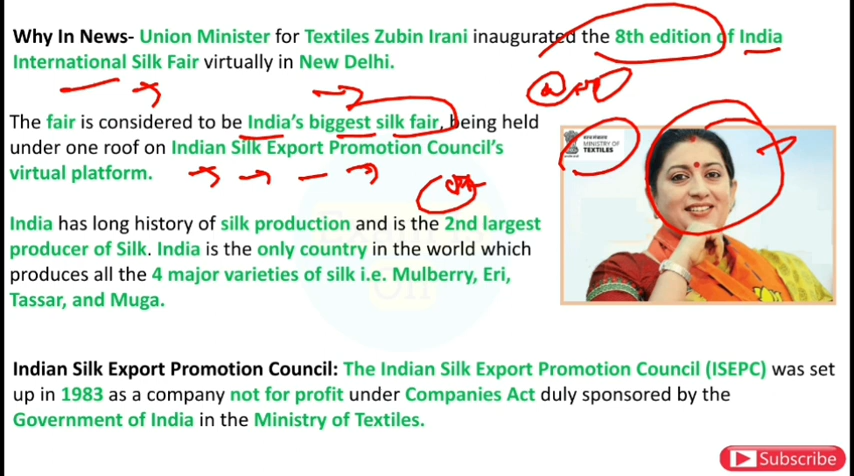 Why In News- Union Minister for Textiles Zubin Irani inaugurated the 8th edition of India
International Silk Fair virtually in New Delhi.
The fair is considered to be India's biggest silk fair, being held
under one roof on Indian Silk Export Promotion Council's
virtual platform.
MINISTRY OF
TEXTILES
India has long history of silk production and is the 2nd largest
producer of Silk. India is the only country in the world which
produces all the 4 major varieties of silk i.e. Mulberry, Eri,
Tassar, and Muga.
Indian Silk Export Promotion Council: The Indian Silk Export Promotion Council (ISEPC) was set
up in 1983 as a company not for profit under Companies Act duly sponsored by the
Government of India in the Ministry of Textiles.
Subscribe